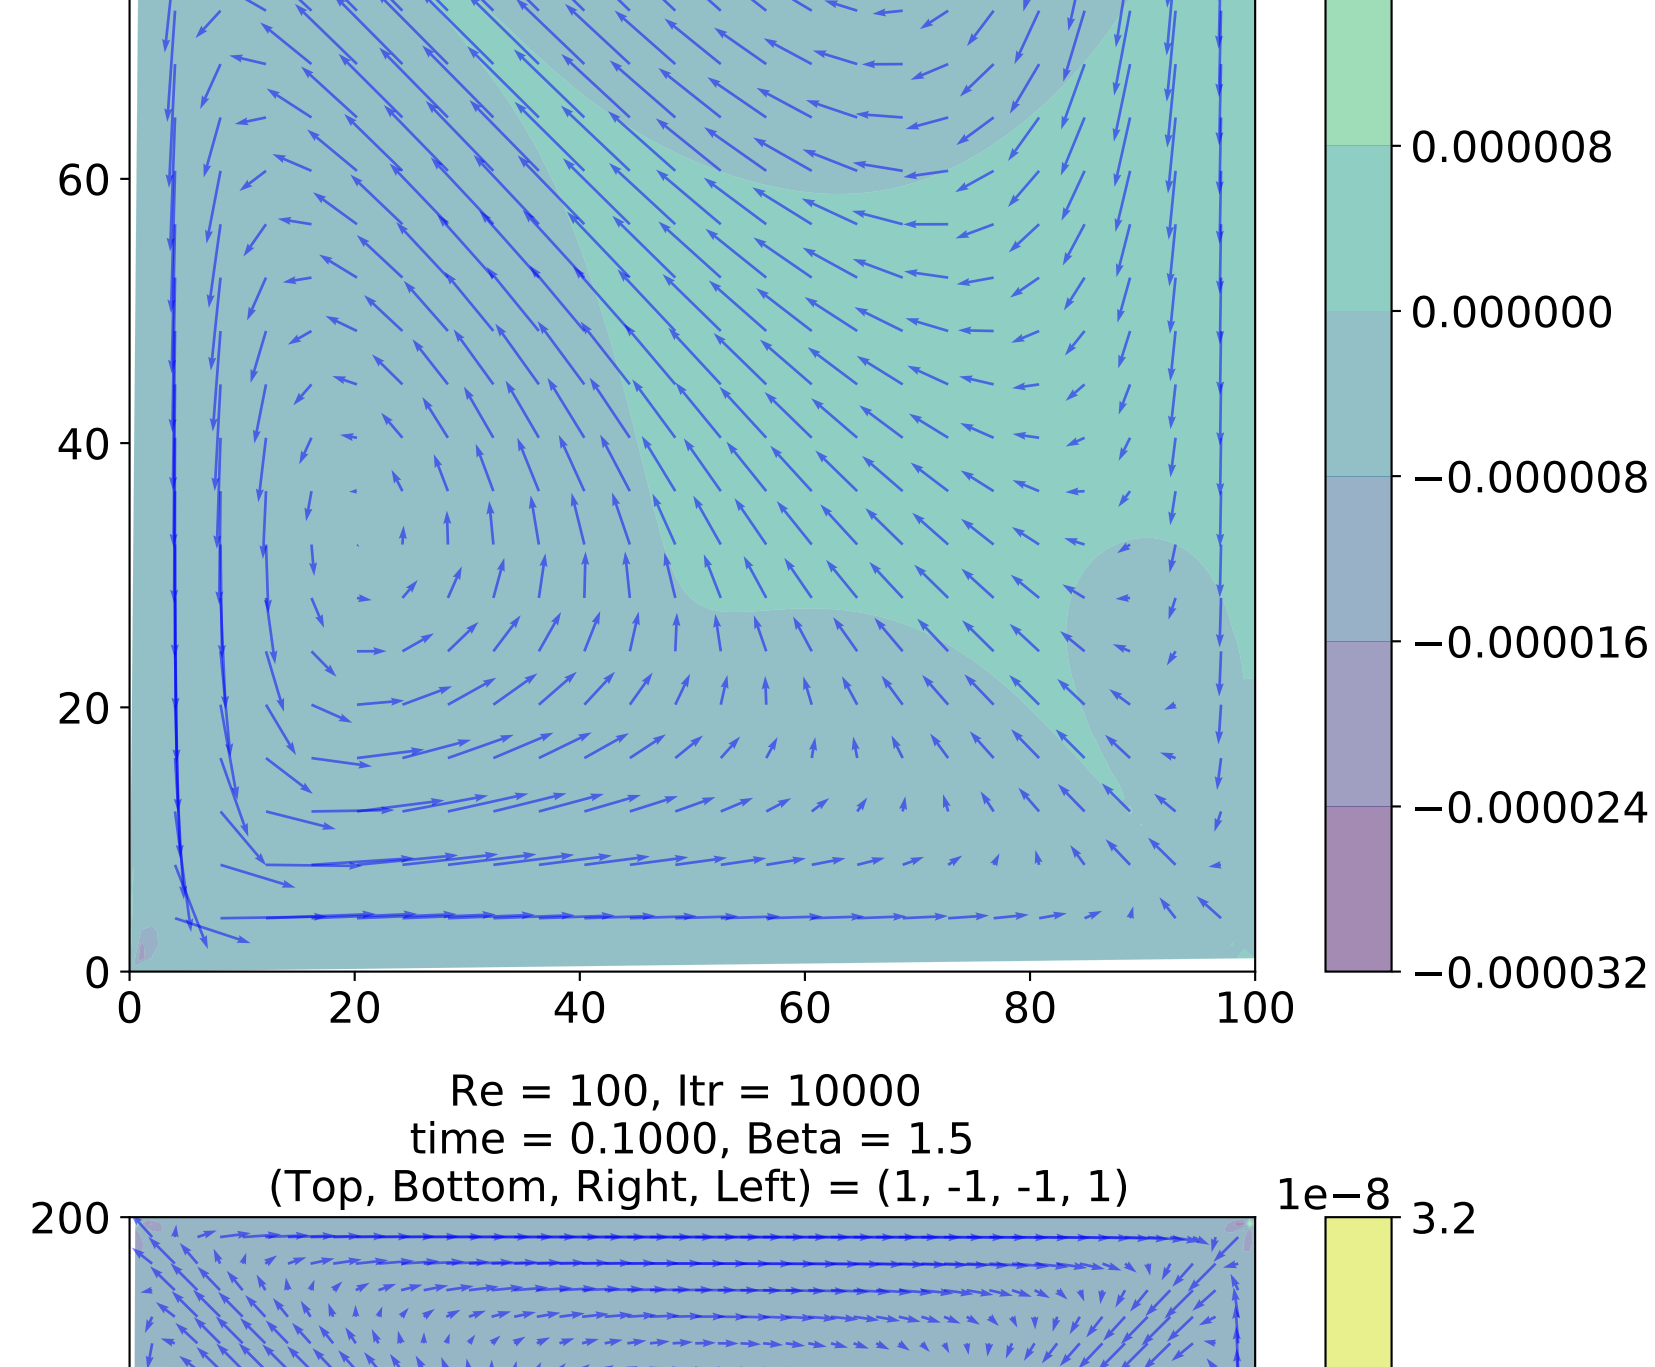 0.000008
60
0.000000
40
−0.000008
−0.000016
20
−0.000024
0
−0.000032
0 20 40 60 80 100
Re = 100, Itr = 10000
time = 0.1000, Beta = 1.5
(Top, Bottom, Right, Left) = (1, -1, -1, 1)
1e−8
200
3.2